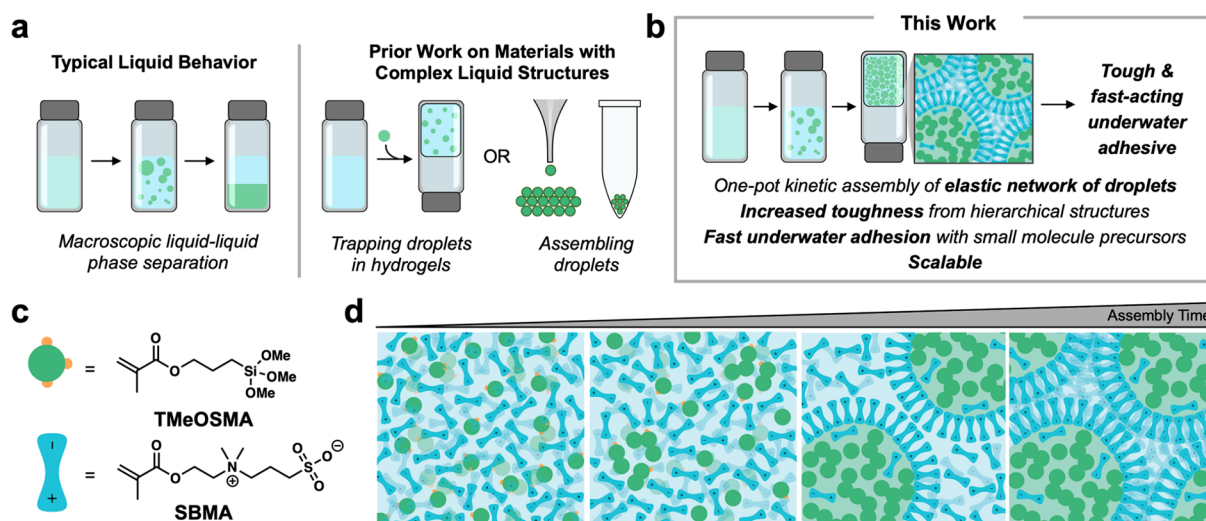 a
Typical Liquid Behavior
Macroscopic liquid-liquid
phase separation
Prior Work on Materials with
Complex Liquid Structures
OR
Trapping droplets
in hydrogels
Assembling
droplets
b
This Work
Tough &
fast-acting
underwater
adhesive
One-pot kinetic assembly of elastic network of droplets
Increased toughness from hierarchical structures
Fast underwater adhesion with small molecule precursors
Scalable
c
=
O
O
Si
OMe
OMe
OMe
TMeOSMA
-
+
=
O
O
N
⊕
S
O
O
O
⊖
SBMA
d
Assembly Time